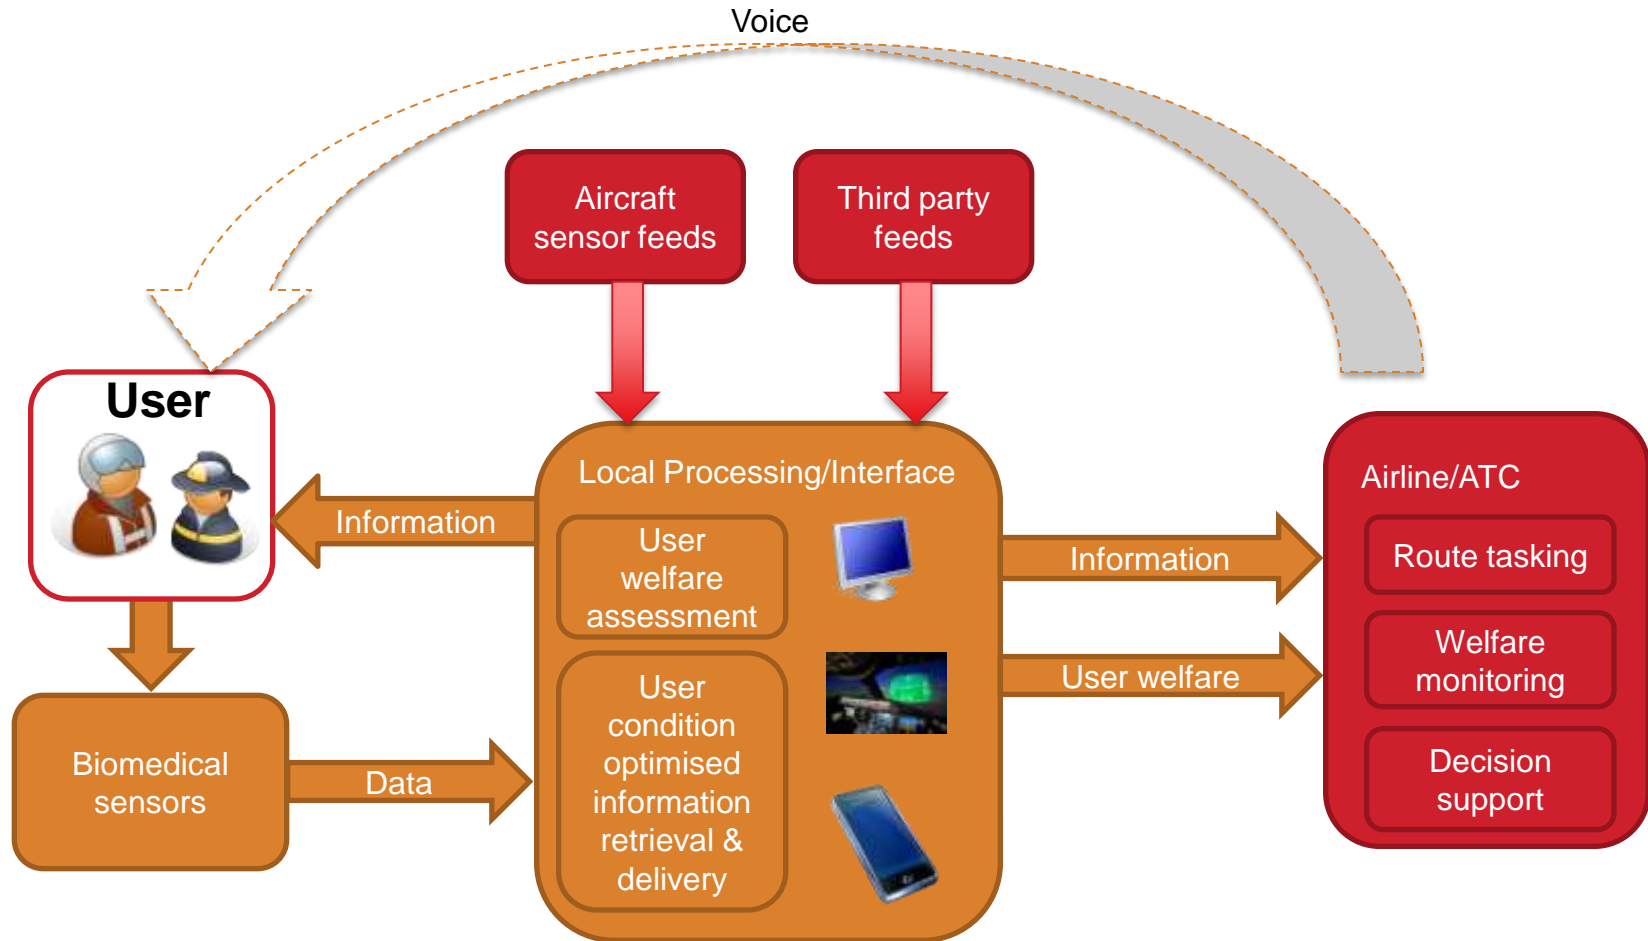 Voice
Aircraft
sensor feeds
Third party
feeds
User
Information
Biomedical
sensors
Data
Local Processing/Interface
User
welfare
assessment
User
condition
optimised
information
retrieval &
delivery
Information
User welfare
Airline/ATC
Route tasking
Welfare
monitoring
Decision
support